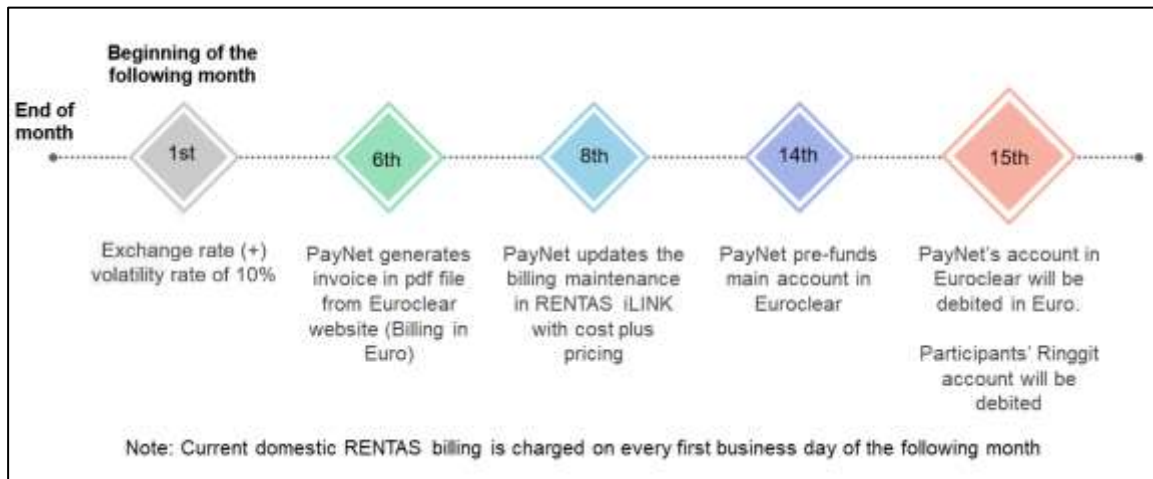 Beginning of the
following month
End of
month
1st
6th
8th
14th
15th
Exchange rate (+)
volatility rate of 10%
PayNet generates
invoice in pdf file
from Euroclear
website (Billing in
Euro)
PayNet updates the
billing maintenance
in RENTAS iLINK
with cost plus
pricing
PayNet pre-funds
main account in
Euroclear
PayNet's account in
Euroclear will be
debited in Euro.
Participants' Ringgit
account will be
debited
Note: Current domestic RENTAS billing is charged on every first business day of the following month